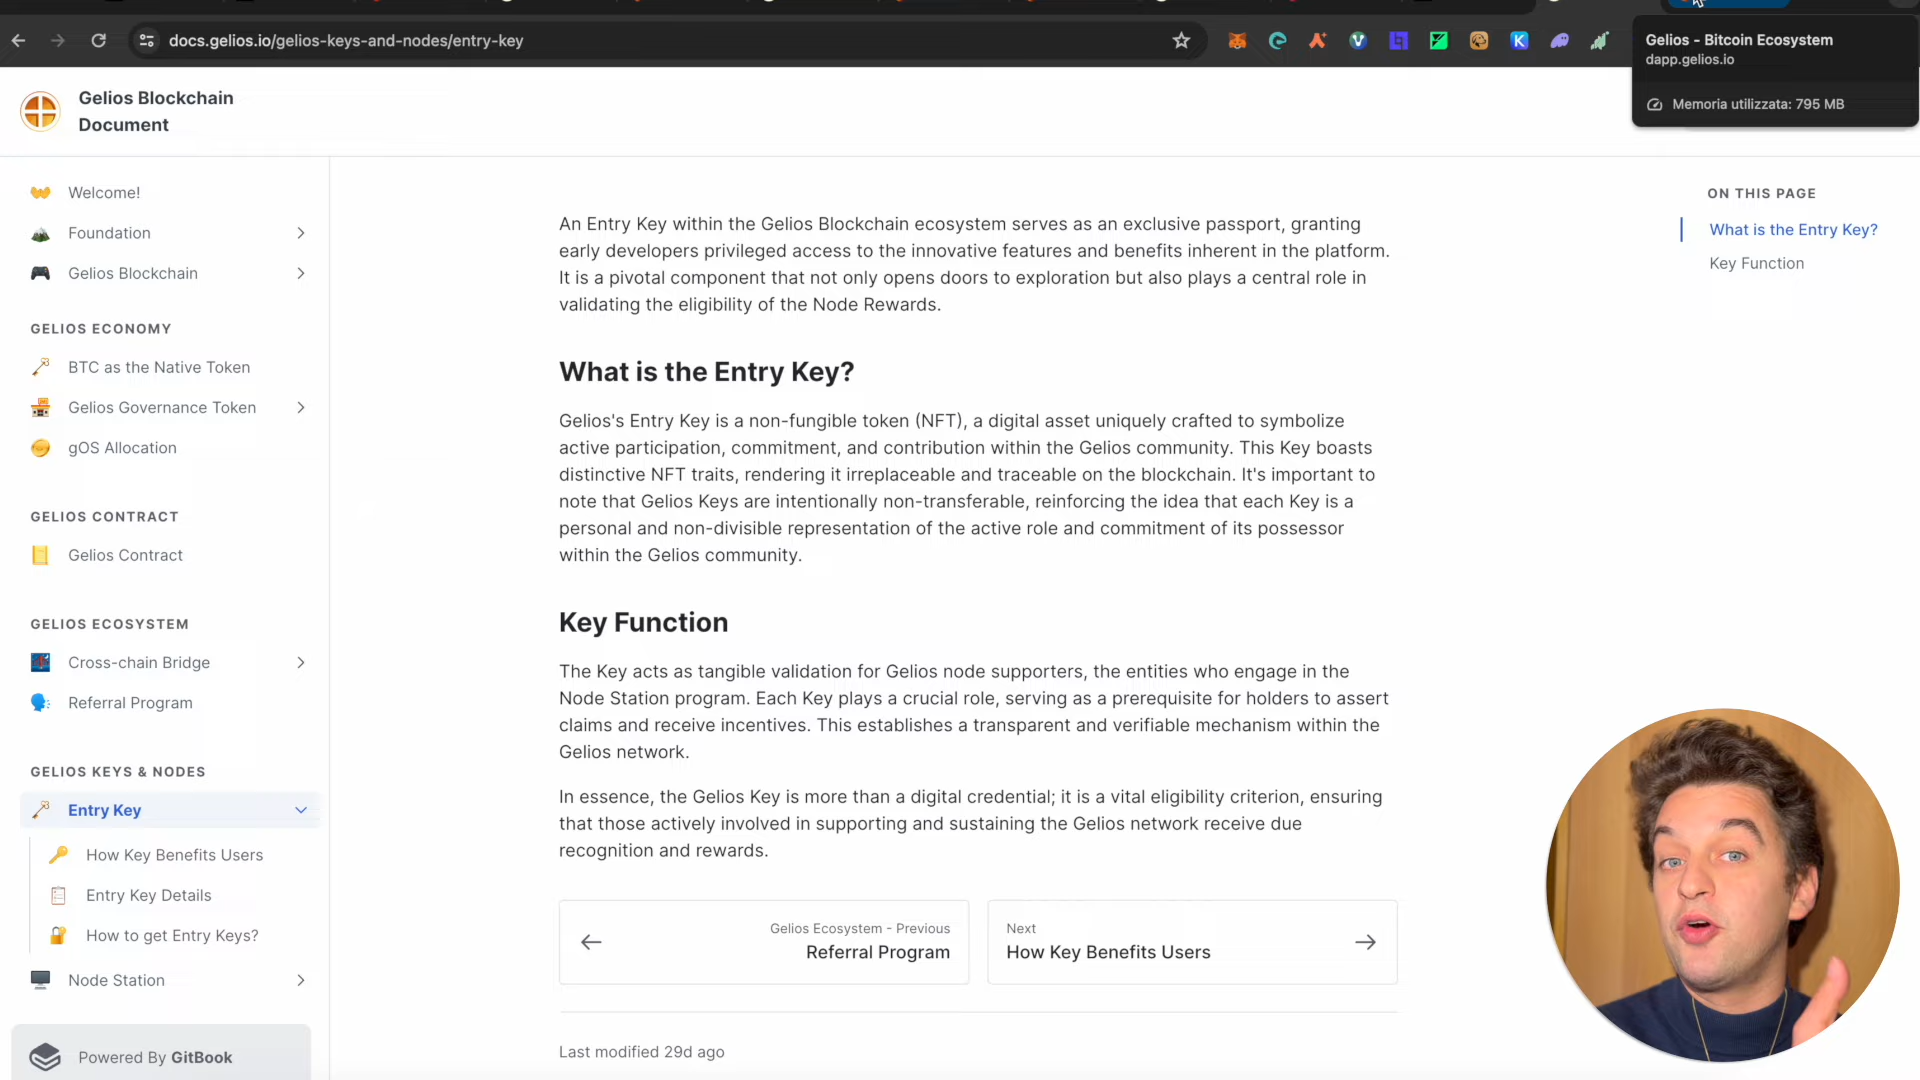 docs.gelios.io/gelios-keys-and-nodes/entry-key
Gelios - Bitcoin Ecosystem
dapp.gelios.io
Memoria utilizzata: 795 MB
Gelios Blockchain
Document
Welcome!
Foundation
Gelios Blockchain
GELIOS ECONOMY
BTC as the Native Token
Gelios Governance Token
gOS Allocation
GELIOS CONTRACT
Gelios Contract
GELIOS ECOSYSTEM
Cross-chain Bridge
Referral Program
GELIOS KEYS & NODES
Entry Key
How Key Benefits Users
Entry Key Details
How to get Entry Keys?
Node Station
Powered By GitBook
An Entry Key within the Gelios Blockchain ecosystem serves as an exclusive passport, granting
early developers privileged access to the innovative features and benefits inherent in the platform.
It is a pivotal component that not only opens doors to exploration but also plays a central role in
validating the eligibility of the Node Rewards.
What is the Entry Key?
Gelios's Entry Key is a non-fungible token (NFT), a digital asset uniquely crafted to symbolize
active participation, commitment, and contribution within the Gelios community. This Key boasts
distinctive NFT traits, rendering it irreplaceable and traceable on the blockchain. It's important to
note that Gelios Keys are intentionally non-transferable, reinforcing the idea that each Key is a
personal and non-divisible representation of the active role and commitment of its possessor
within the Gelios community.
Key Function
The Key acts as tangible validation for Gelios node supporters, the entities who engage in the
Node Station program. Each Key plays a crucial role, serving as a prerequisite for holders to assert
claims and receive incentives. This establishes a transparent and verifiable mechanism within the
Gelios network.
In essence, the Gelios Key is more than a digital credential; it is a vital eligibility criterion, ensuring
that those actively involved in supporting and sustaining the Gelios network receive due
recognition and rewards.
Gelios Ecosystem - Previous
Referral Program
Next
How Key Benefits Users
Last modified 29d ago
ON THIS PAGE
What is the Entry Key?
Key Function